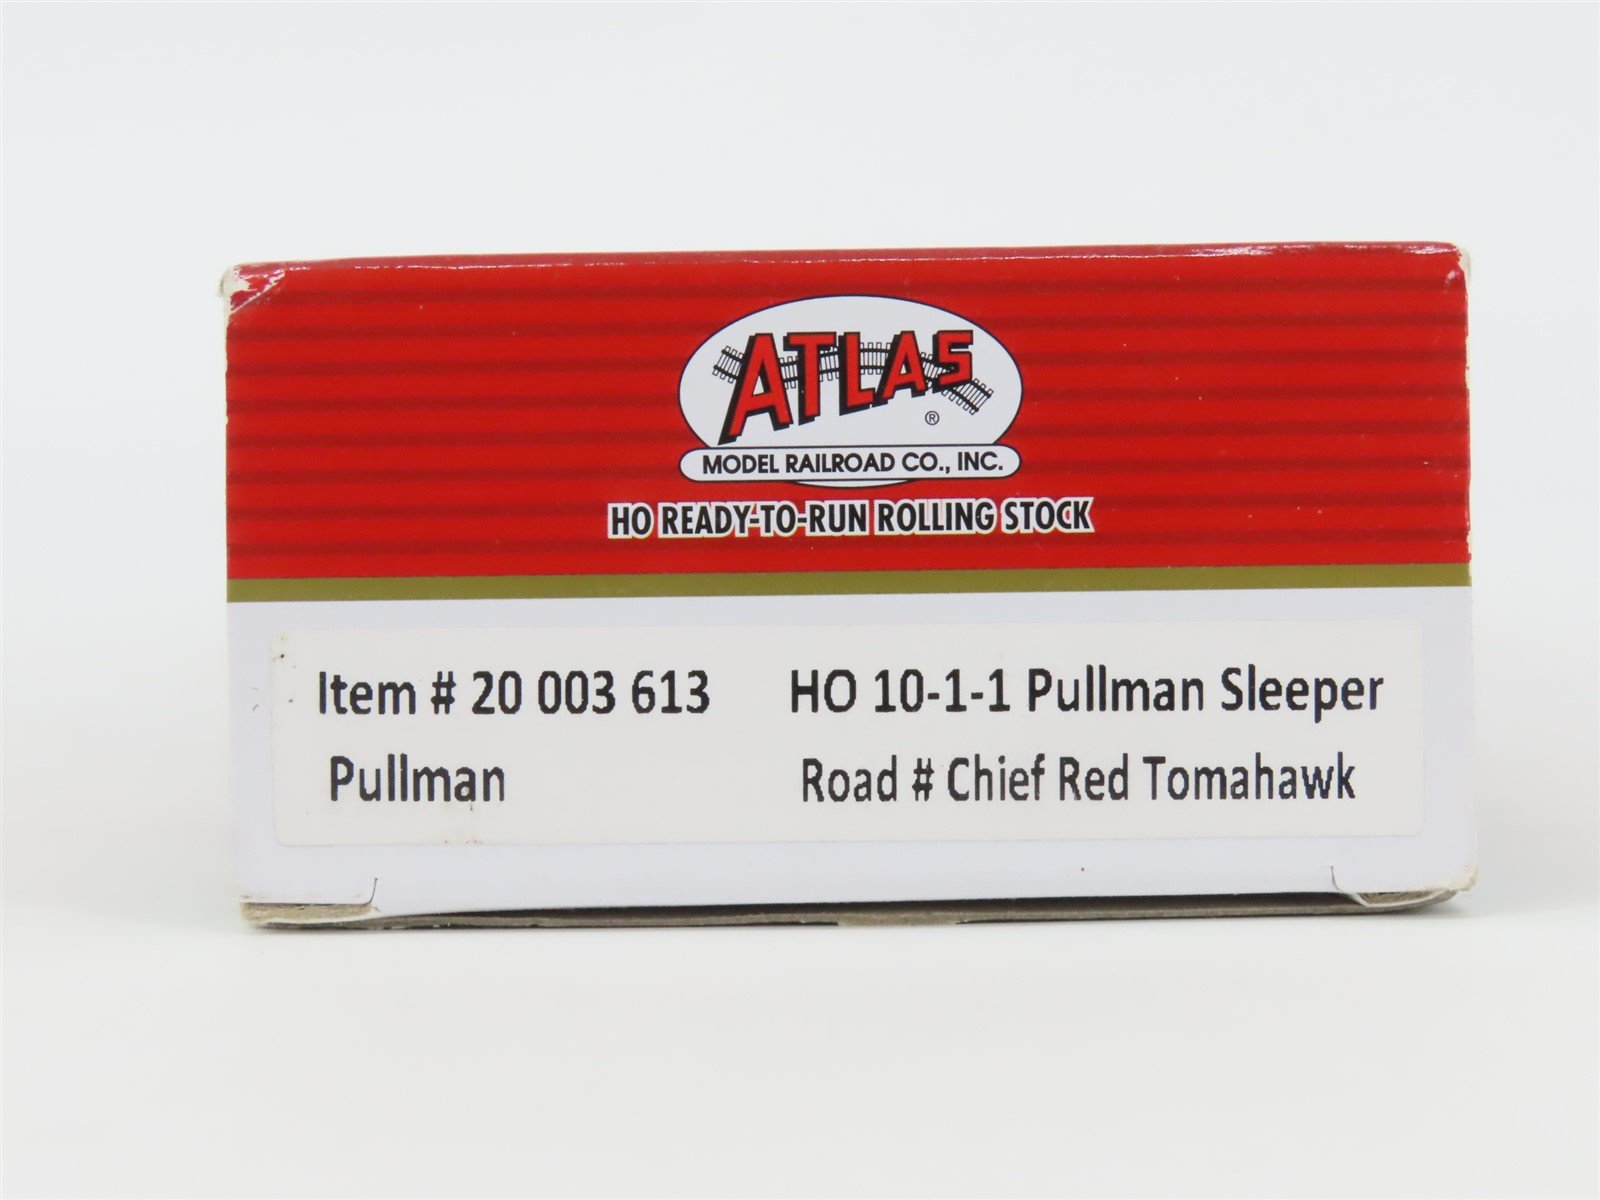 ATLAS
®
MODEL RAILROAD CO., INC.
HO READY-TO-RUN ROLLING STOCK
Item # 20 003 613 HO 10-1-1 Pullman Sleeper
Pullman Road # Chief Red Tomahawk